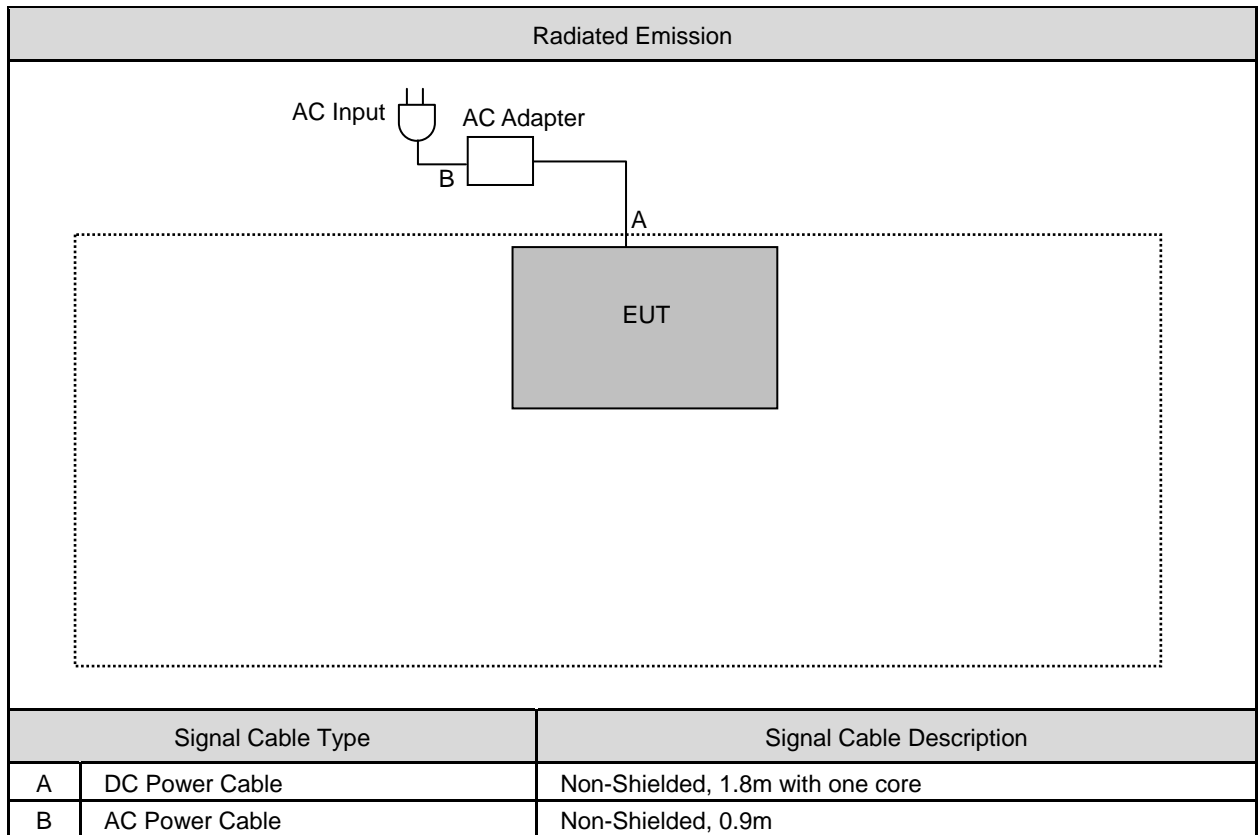 Radiated Emission
AC Input
AC Adapter
B
A
EUT
Signal Cable Type Signal Cable Description
A DC Power Cable Non-Shielded, 1.8m with one core
B AC Power Cable Non-Shielded, 0.9m